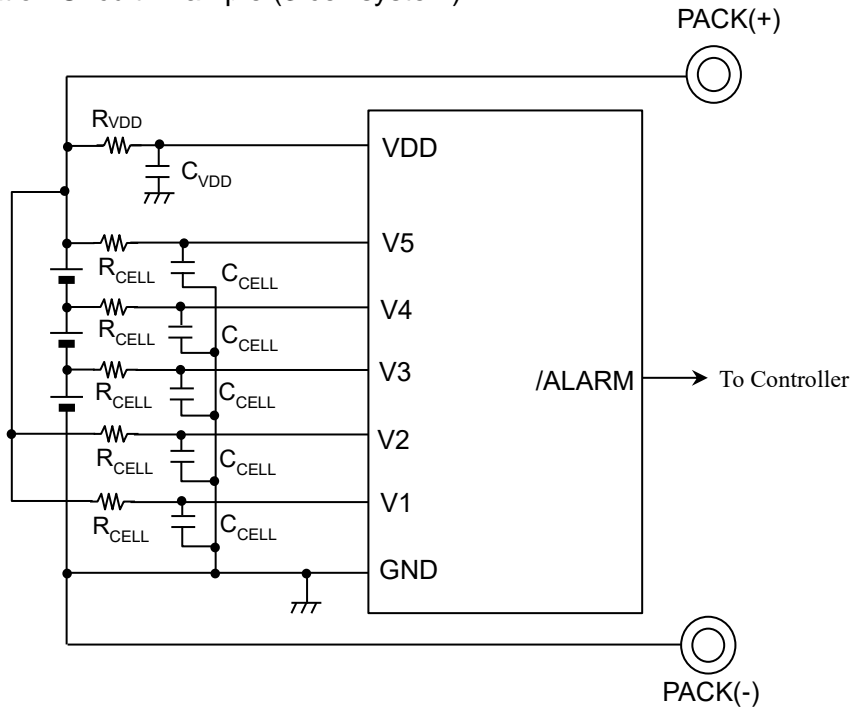 PACK(+)
RVDD
VDD
CVDD
V5
RCELL
CCELL
V4
RCELL
CCELL
V3
RCELL
CCELL
/ALARM
To Controller
V2
RCELL
CCELL
V1
RCELL
CCELL
GND
PACK(-)